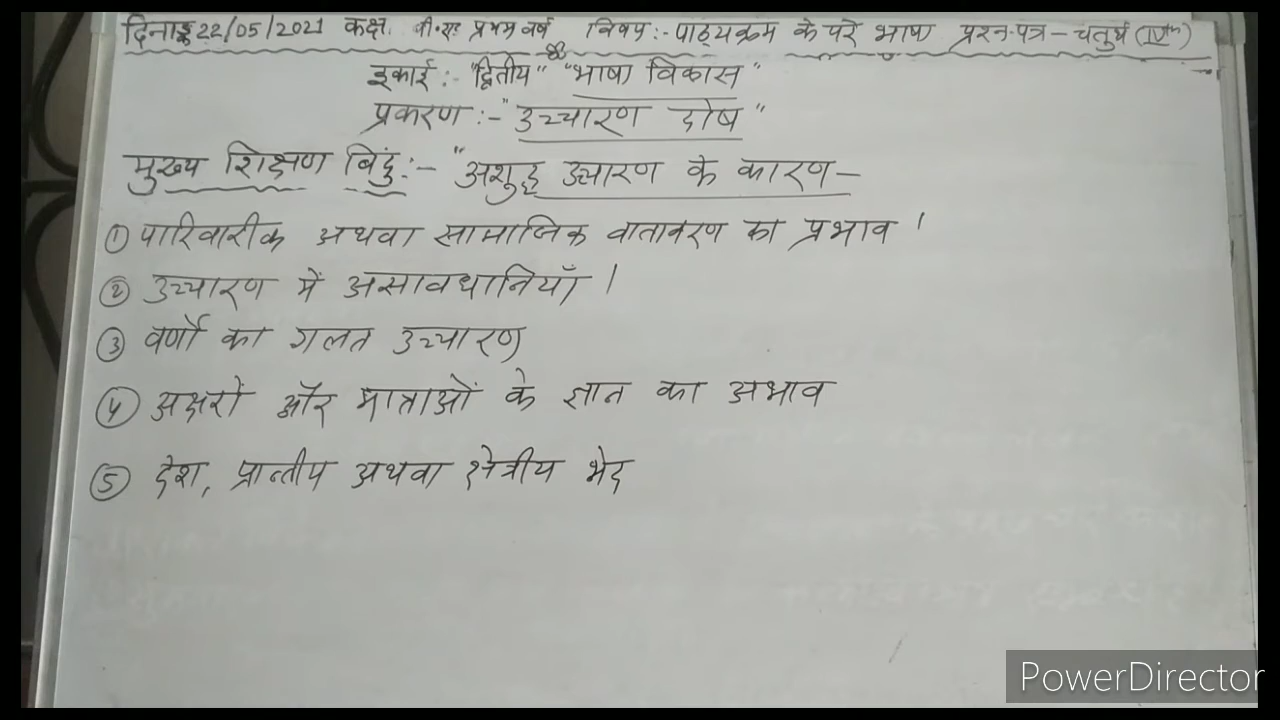 दिनाङ्क 22/05/2021 कक्षा बी.एड प्रथम वर्ष विषय:- पाठ्यक्रम के परे भाषा प्रश्न-पत्र - चतुर्थ (IVth)
इकाई:- "द्वितीय" "भाषा विकास"
प्रकरण:- "उच्चारण दोष"
मुख्य शिक्षण बिंदु:- "अशुद्ध उच्चारण के कारण-
① पारिवारीक अथवा सामाजिक वातावरण का प्रभाव ।
② उच्चारण में असावधानियाँ ।
③ वर्णों का गलत उच्चारण
④ अक्षरों और मात्राओं के ज्ञान का अभाव
⑤ देश, प्रान्तीय अथवा क्षेत्रीय भेद
PowerDirector